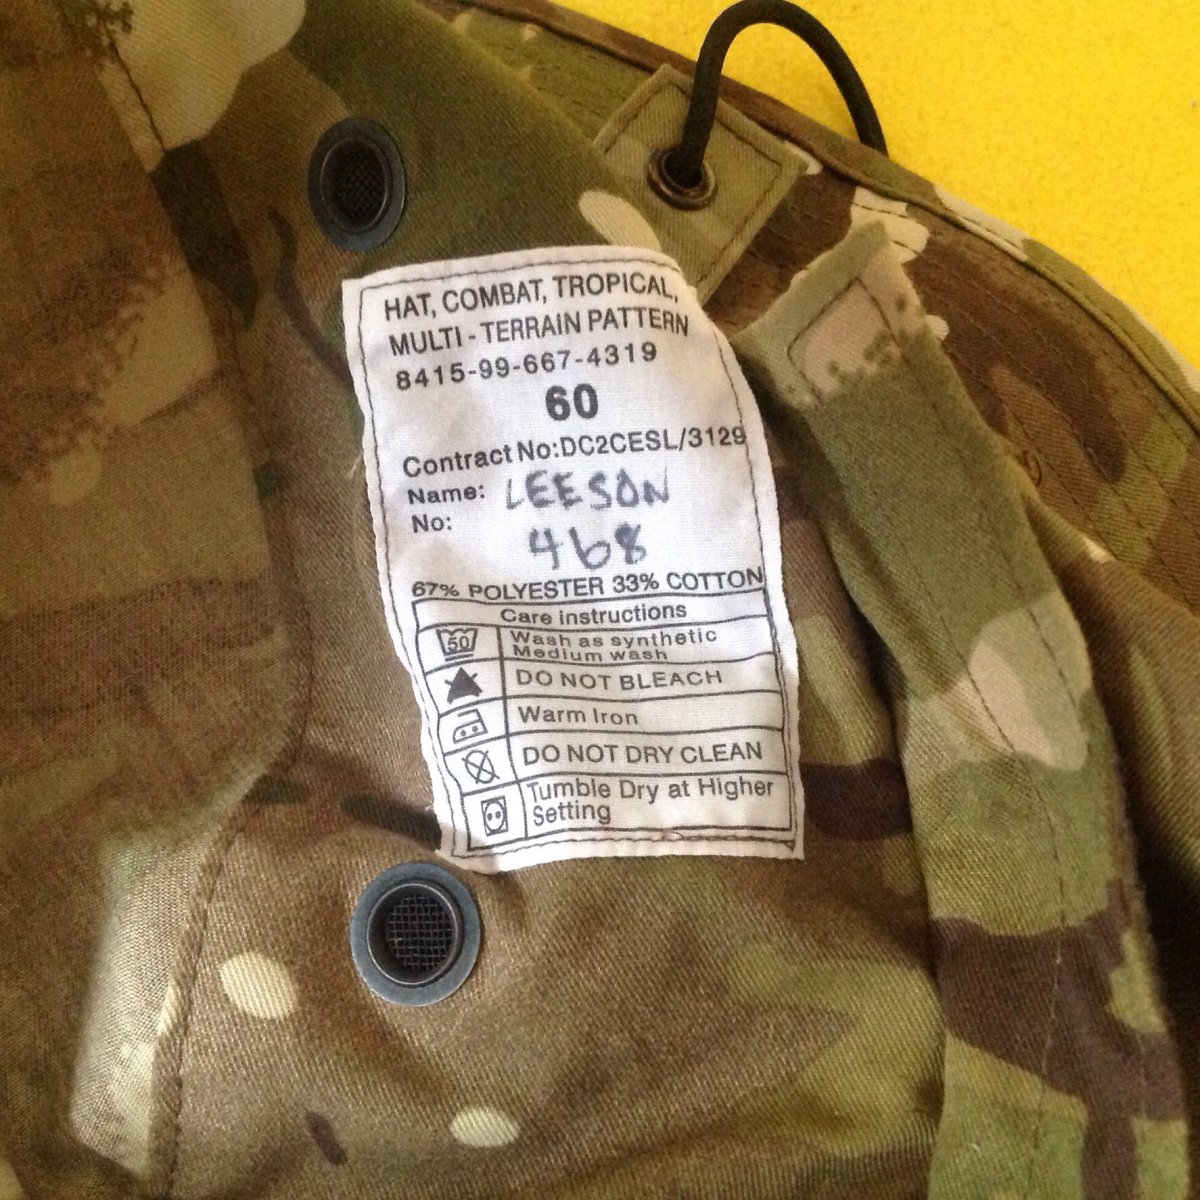 HAT, COMBAT, TROPICAL,
MULTI - TERRAIN PATTERN
8415-99-667-4319
60
Contract No:DC2CESL/3129
Name: LEESON
No:
468
67% POLYESTER 33% COTTON
Care instructions
50
Wash as synthetic
Medium wash
DO NOT BLEACH
Warm Iron
DO NOT DRY CLEAN
Tumble Dry at Higher
Setting